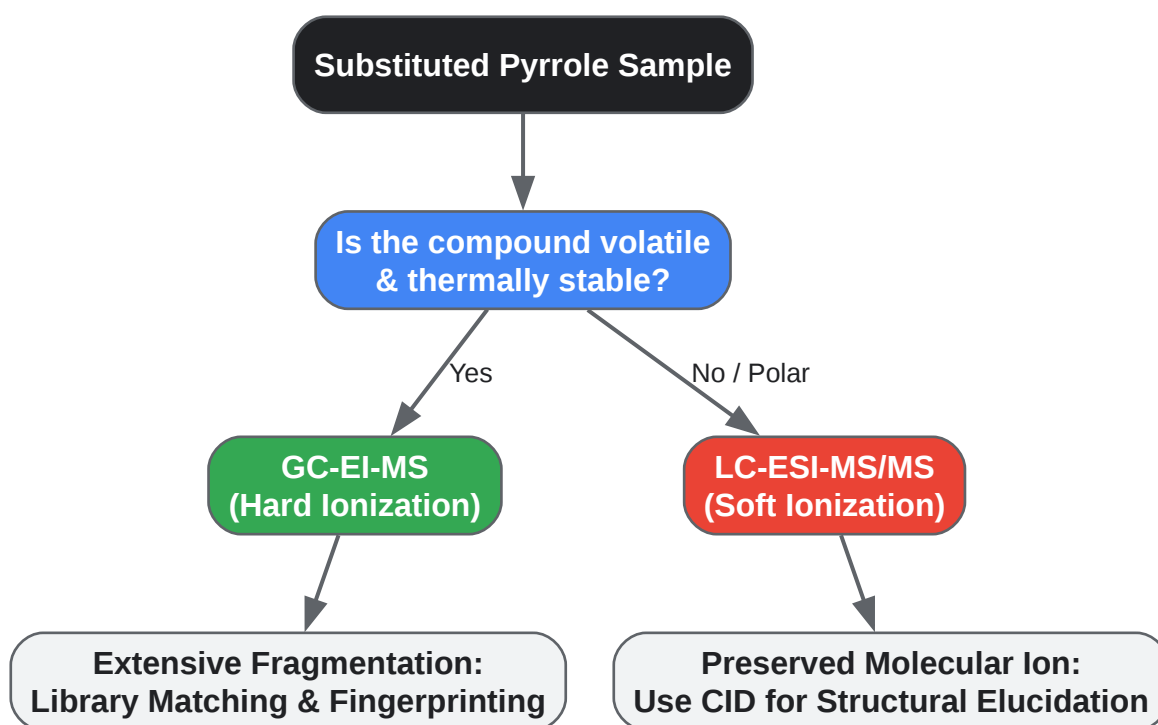 Substituted Pyrrole Sample
Is the compound volatile
& thermally stable?
Yes
No / Polar
GC-EI-MS
(Hard Ionization)
LC-ESI-MS/MS
(Soft Ionization)
Extensive Fragmentation:
Library Matching & Fingerprinting
Preserved Molecular Ion:
Use CID for Structural Elucidation